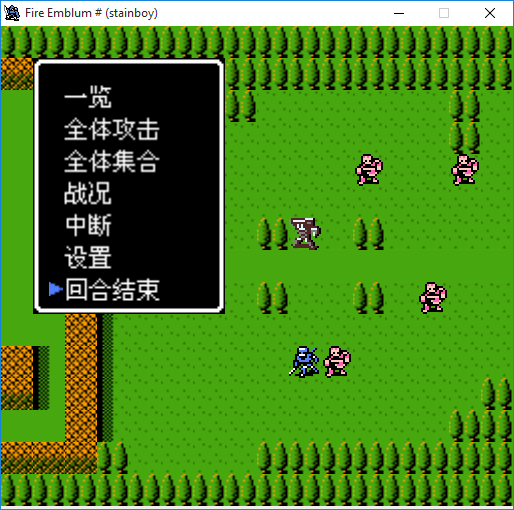 Fire Emblum # (stainboy)
一览
全体攻击
全体集合
战况
中断
设置
回合结束